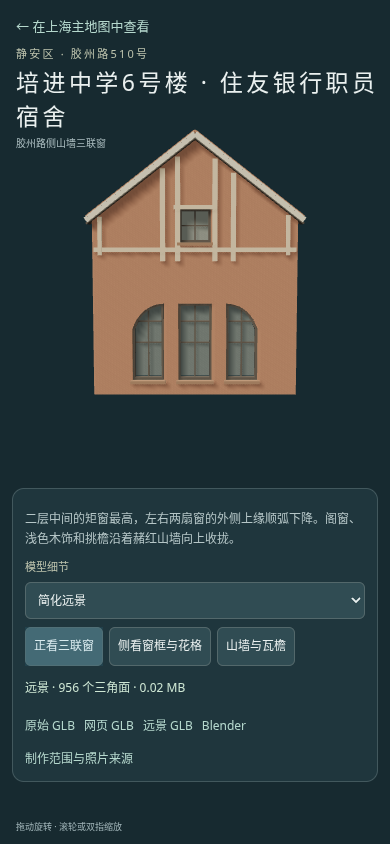 ← 在上海主地图中查看
静安区 · 胶州路510号
培进中学6号楼 · 住友银行职员
宿舍
胶州路侧山墙三联窗
二层中间的矩窗最高，左右两扇窗的外侧上缘顺弧下降。阁窗、
浅色木饰和挑檐沿着赭红山墙向上收拢。
模型细节
简化远景
正看三联窗 侧看窗框与花格 山墙与瓦檐
远景 · 956 个三角面 · 0.02 MB
原始 GLB 网页 GLB 远景 GLB Blender
制作范围与照片来源
拖动旋转 · 滚轮或双指缩放